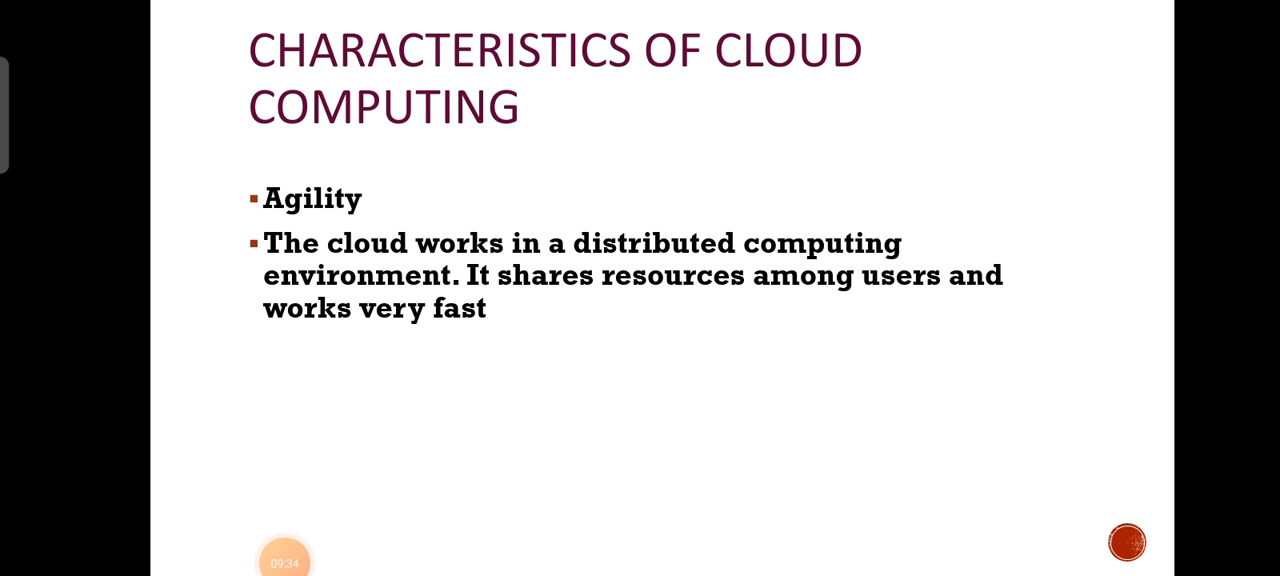 CHARACTERISTICS OF CLOUD
COMPUTING
Agility
The cloud works in a distributed computing
environment. It shares resources among users and
works very fast
09:34